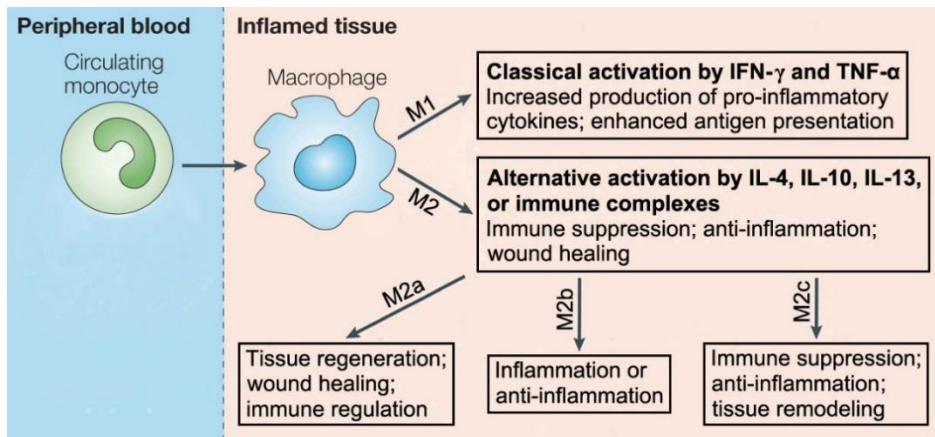 Peripheral blood
Circulating
monocyte
Inflamed tissue
Macrophage
M1
Classical activation by IFN-γ and TNF-α
Increased production of pro-inflammatory
cytokines; enhanced antigen presentation
M2
Alternative activation by IL-4, IL-10, IL-13,
or immune complexes
Immune suppression; anti-inflammation;
wound healing
M2a
Tissue regeneration;
wound healing;
immune regulation
M2b
Inflammation or
anti-inflammation
M2c
Immune suppression;
anti-inflammation;
tissue remodeling